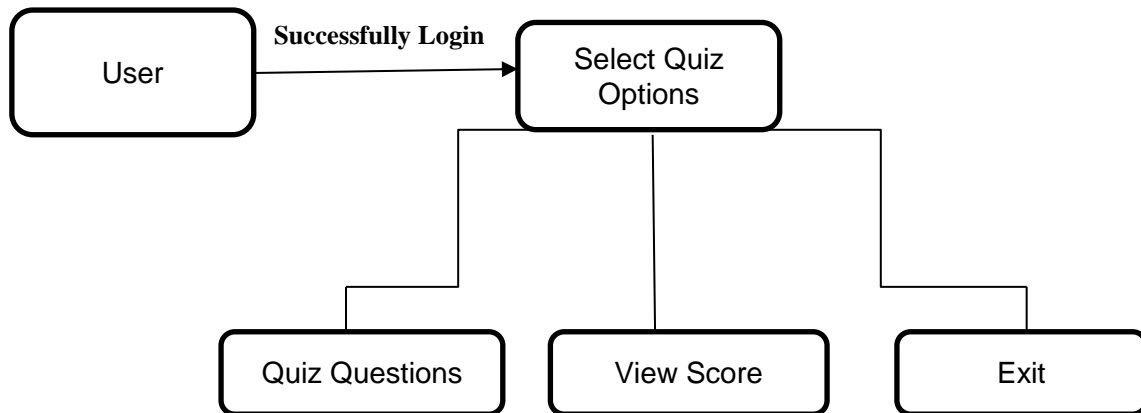 Successfully Login
User
Select Quiz
Options
Quiz Questions
View Score
Exit